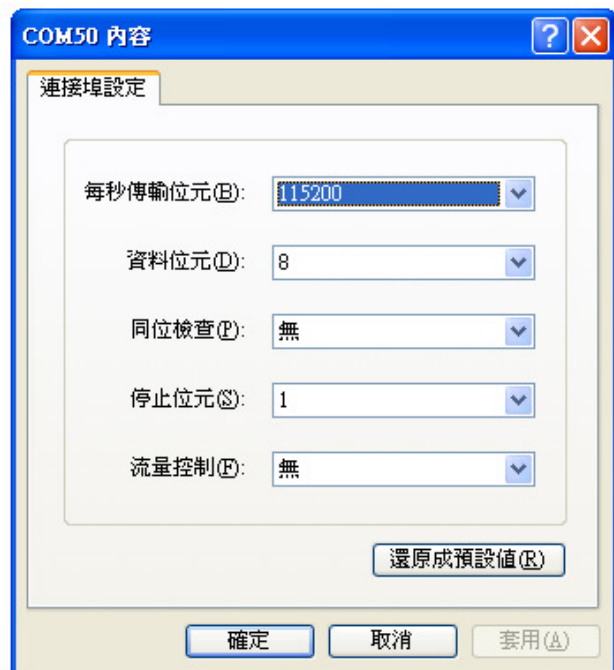 COM50 內容
連接埠設定
每秒傳輸位元(B): 115200
資料位元(D): 8
同位檢查(P): 無
停止位元(S): 1
流量控制(F): 無
還原成預設值(R)
確定 取消 套用(A)